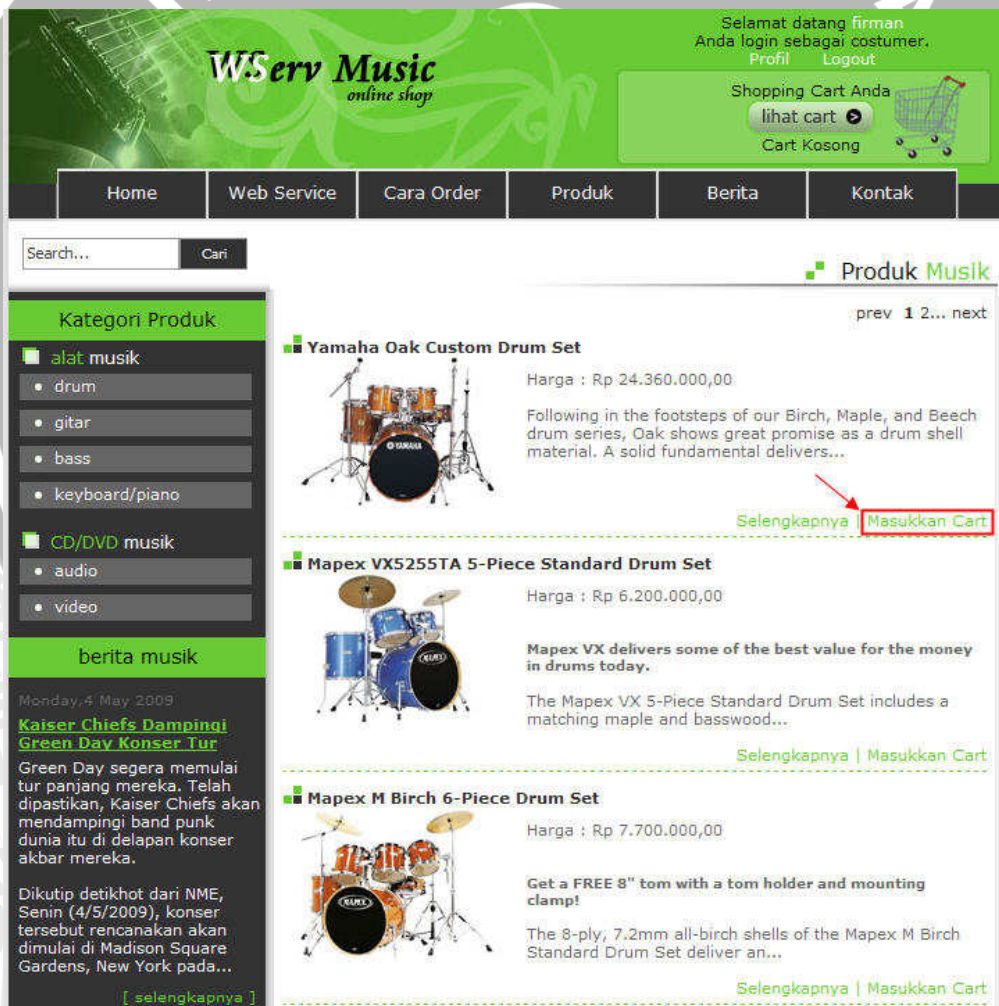 Selamat datang firman
Anda login sebagai costumer.
Profil Logout
WServ Music
online shop
Shopping Cart Anda
lihat cart
Cart Kosong
Home Web Service Cara Order Produk Berita Kontak
Search... Cari
Produk Musik
prev 1 2... next
Kategori Produk
alat musik
• drum
• gitar
• bass
• keyboard/piano
CD/DVD musik
• audio
• video
berita musik
Monday,4 May 2009
Kaiser Chiefs Dampingi
Green Day Konser Tur
Green Day segera memulai
tur panjang mereka. Telah
dipastikan, Kaiser Chiefs akan
mendampingi band punk
dunia itu di delapan konser
akbar mereka.
Dikutip detikhot dari NME,
Senin (4/5/2009), konser
tersebut rencanakan akan
dimulai di Madison Square
Gardens, New York pada...
[ selengkapnya ]
Yamaha Oak Custom Drum Set
YAMAHA
Harga : Rp 24.360.000,00
Following in the footsteps of our Birch, Maple, and Beech
drum series, Oak shows great promise as a drum shell
material. A solid fundamental delivers...
Selengkapnya | Masukkan Cart
Mapex VX5255TA 5-Piece Standard Drum Set
MAPEX
Harga : Rp 6.200.000,00
Mapex VX delivers some of the best value for the money
in drums today.
The Mapex VX 5-Piece Standard Drum Set includes a
matching maple and basswood...
Selengkapnya | Masukkan Cart
Mapex M Birch 6-Piece Drum Set
MAPEX
Harga : Rp 7.700.000,00
Get a FREE 8" tom with a tom holder and mounting
clamp!
The 8-ply, 7.2mm all-birch shells of the Mapex M Birch
Standard Drum Set deliver an...
Selengkapnya | Masukkan Cart